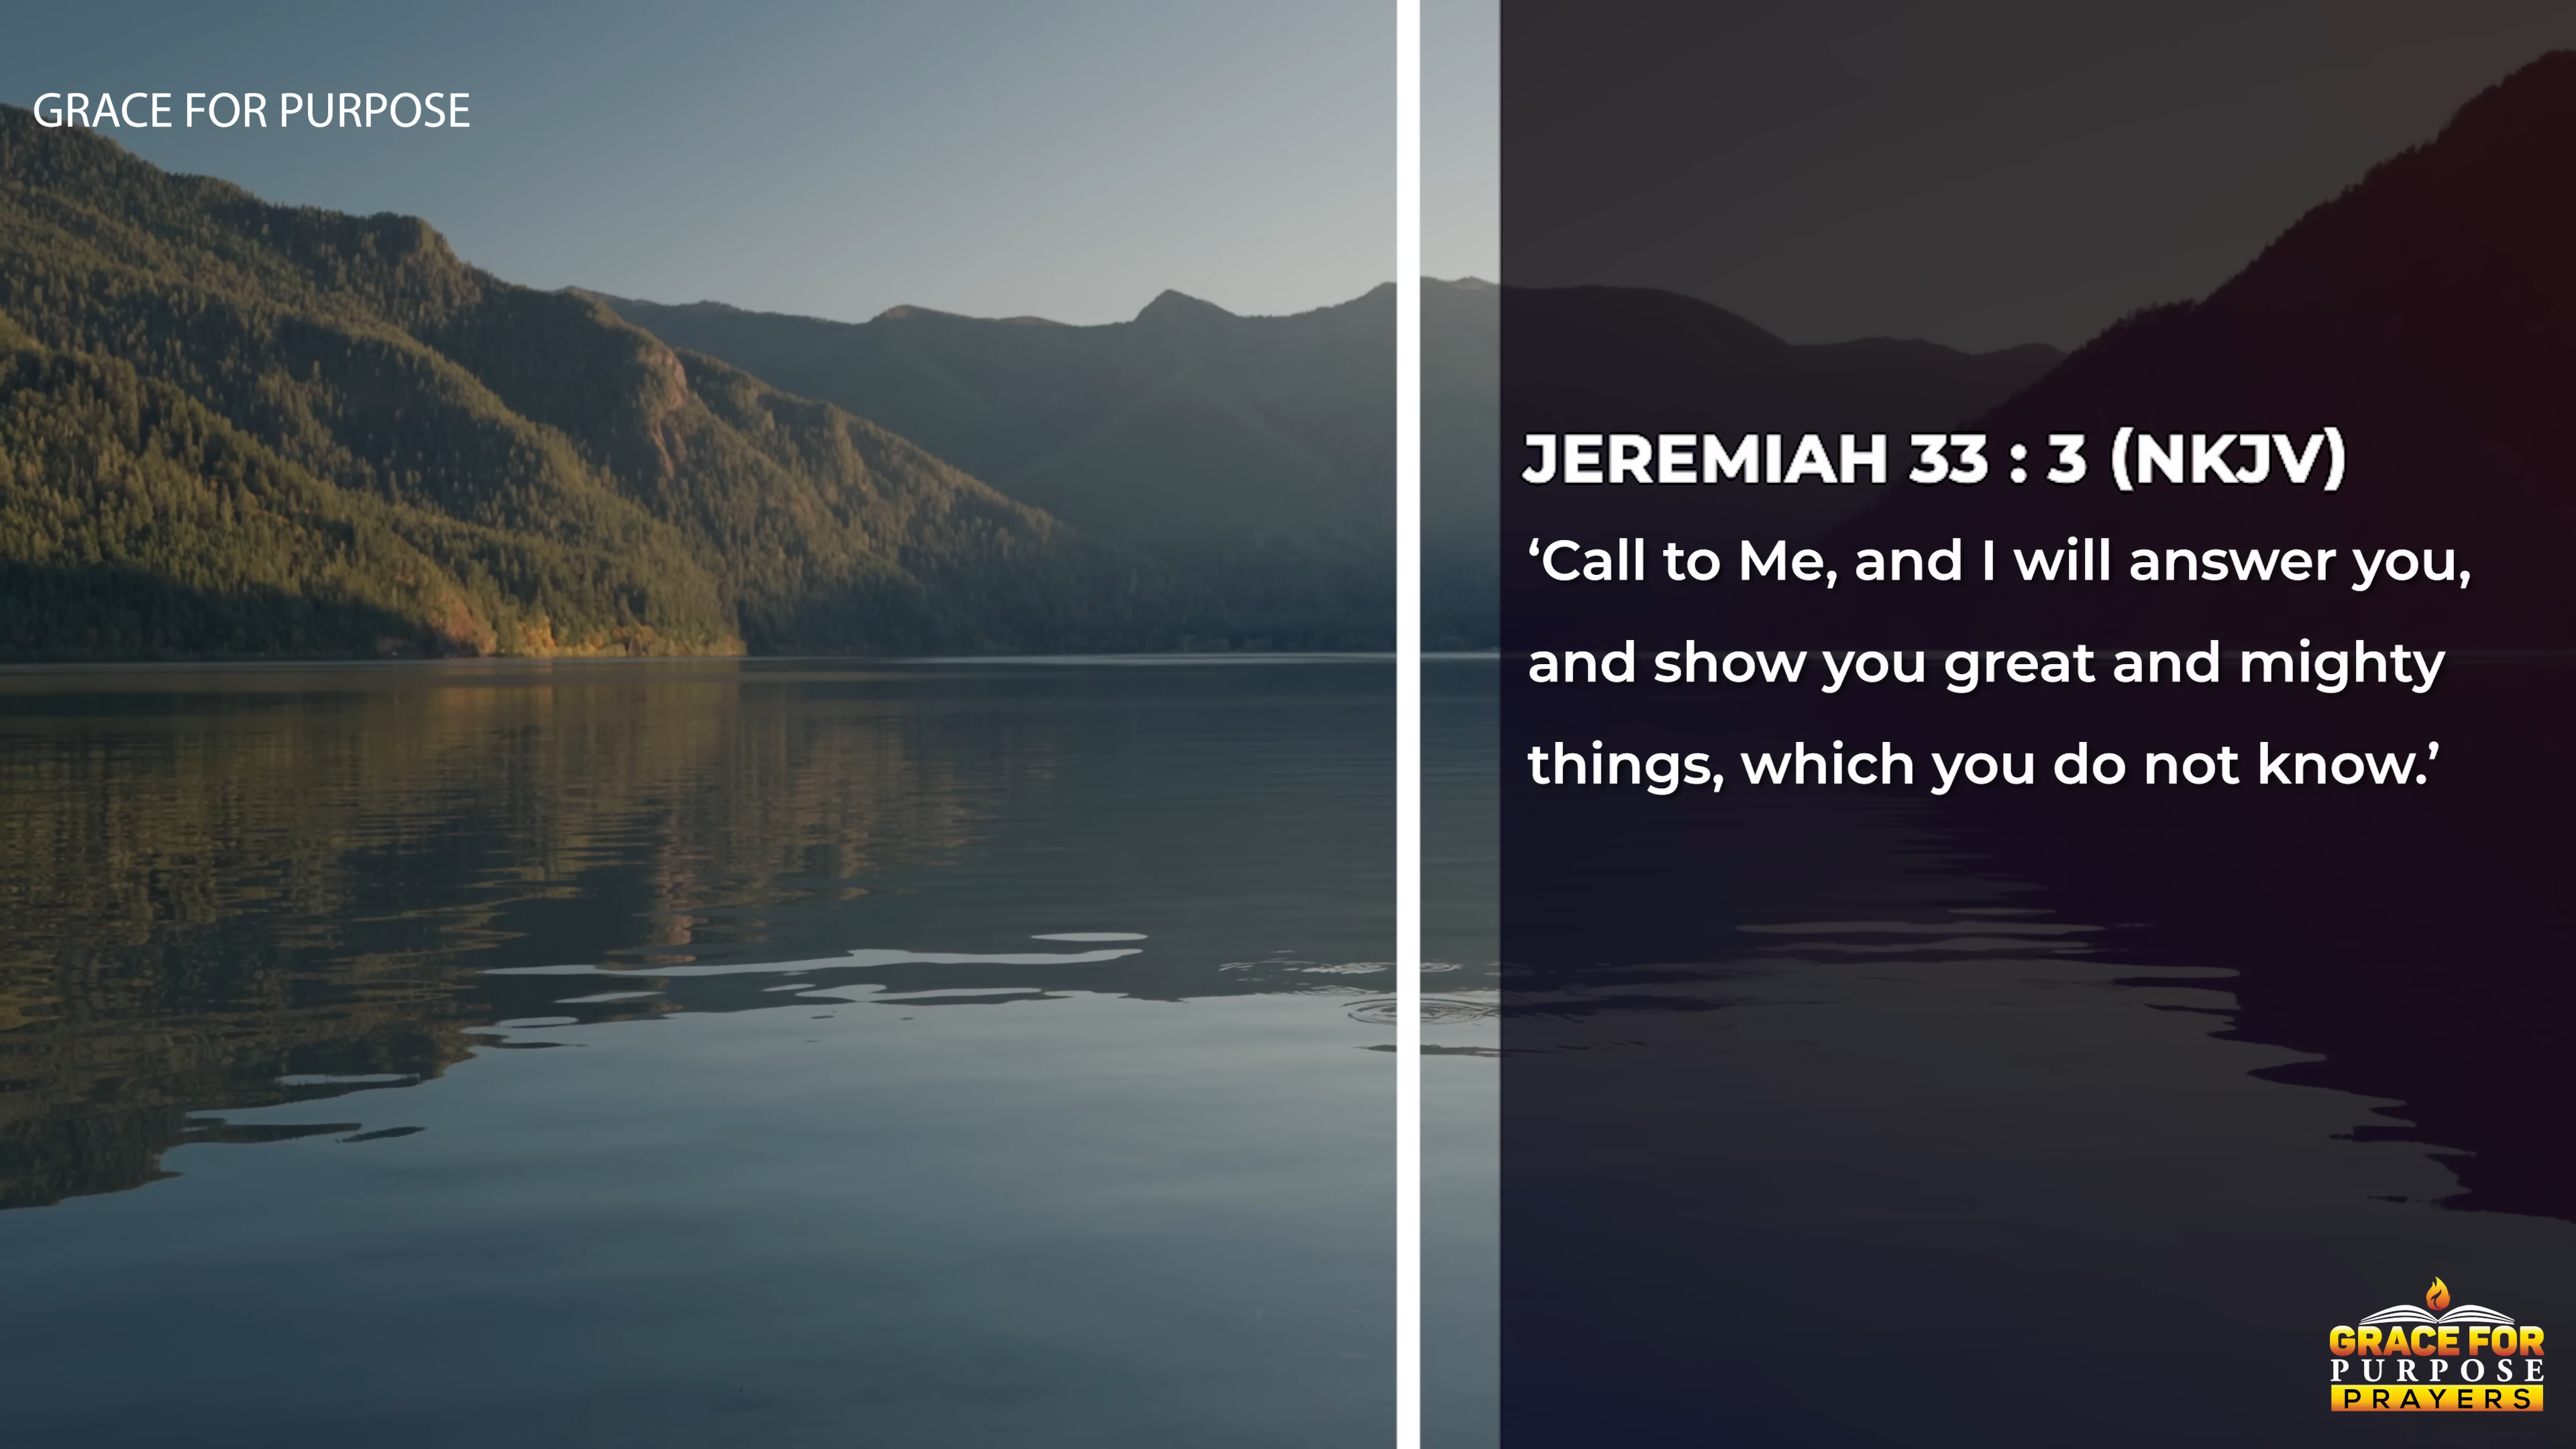 GRACE FOR PURPOSE
JEREMIAH 33 : 3 (NKJV)
‘Call to Me, and I will answer you,
and show you great and mighty
things, which you do not know.’
GRACE FOR
PURPOSE
PRAYERS